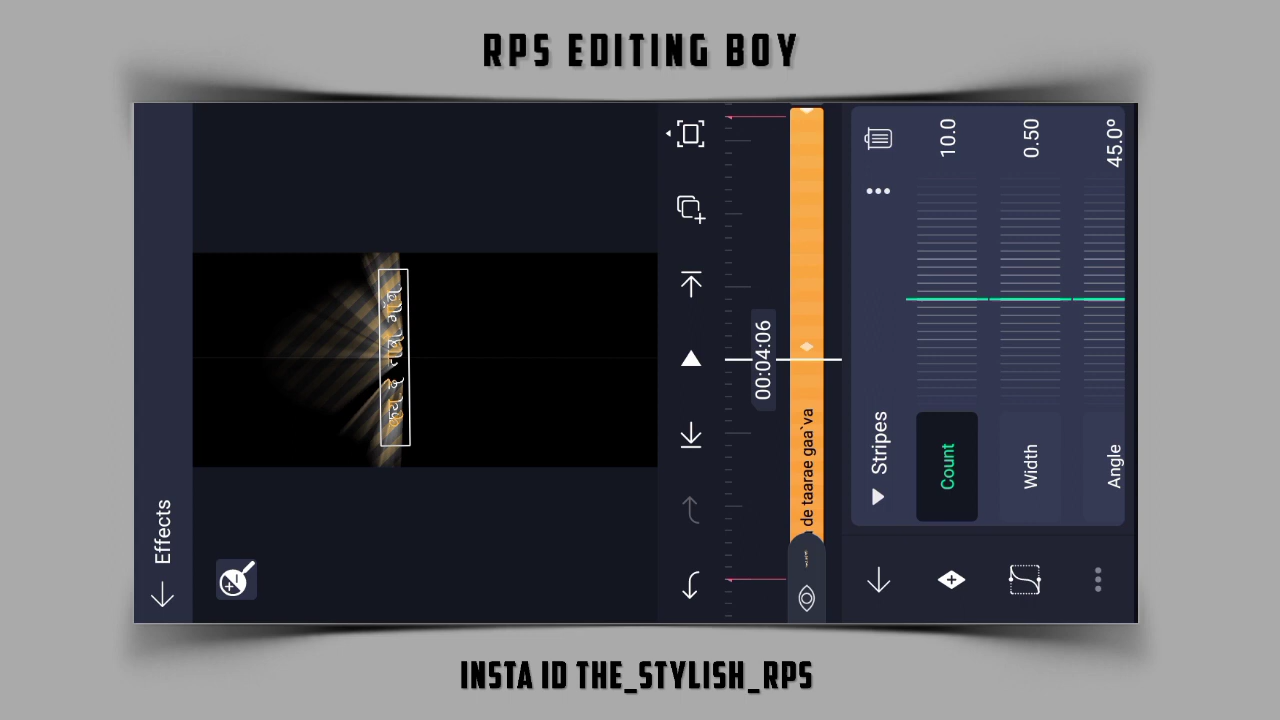 RPS EDITING BOY
Effects
00:04:06
de taarae gaa`va
Stripes
Count
10.0
Width
0.50
Angle
45.0º
INSTA ID THE_STYLISH_RPS